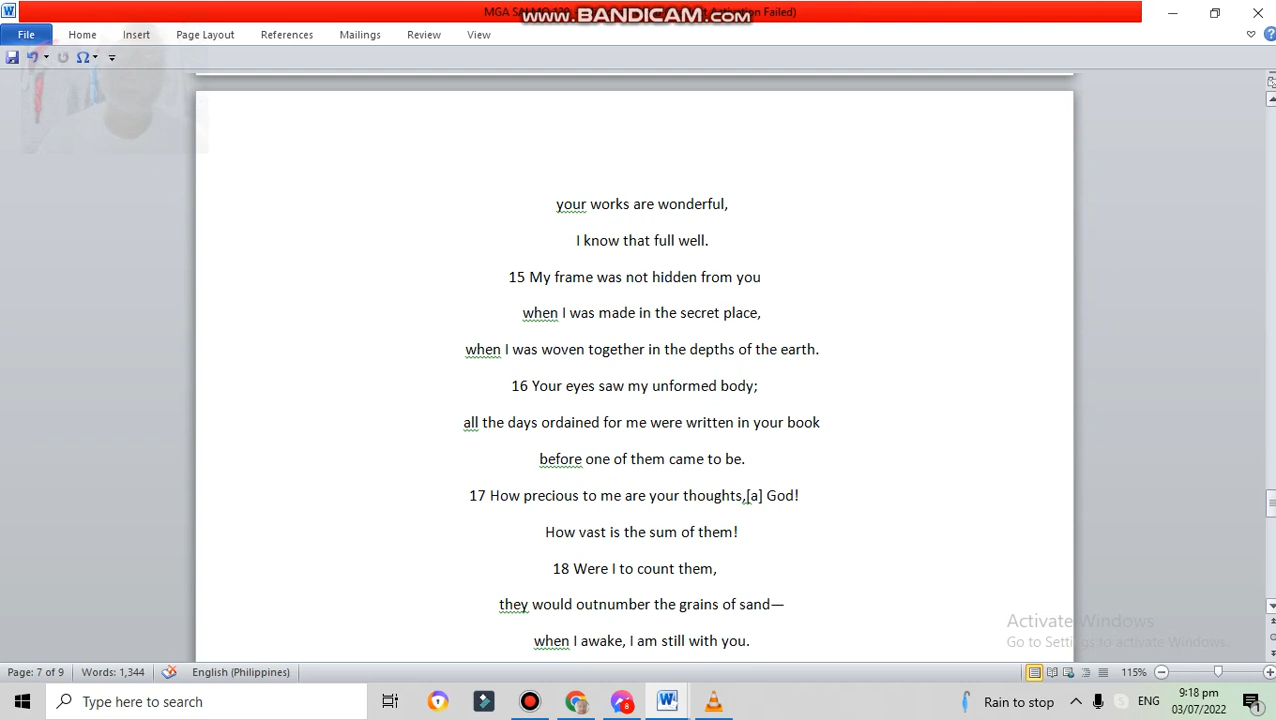 MGA SA
www.BANDICAM.com
t Activation Failed)
File
Home
Insert
Page Layout
References
Mailings
Review
View
your works are wonderful,
I know that full well.
15 My frame was not hidden from you
when I was made in the secret place,
when I was woven together in the depths of the earth.
16 Your eyes saw my unformed body;
all the days ordained for me were written in your book
before one of them came to be.
17 How precious to me are your thoughts,[a] God!
How vast is the sum of them!
18 Were I to count them,
they would outnumber the grains of sand—
when I awake, I am still with you.
Activate Windows
Go to Settings to activate Windows.
Page: 7 of 9
Words: 1,344
English (Philippines)
115%
Type here to search
8
Rain to stop
ENG
9:18 pm
03/07/2022
1